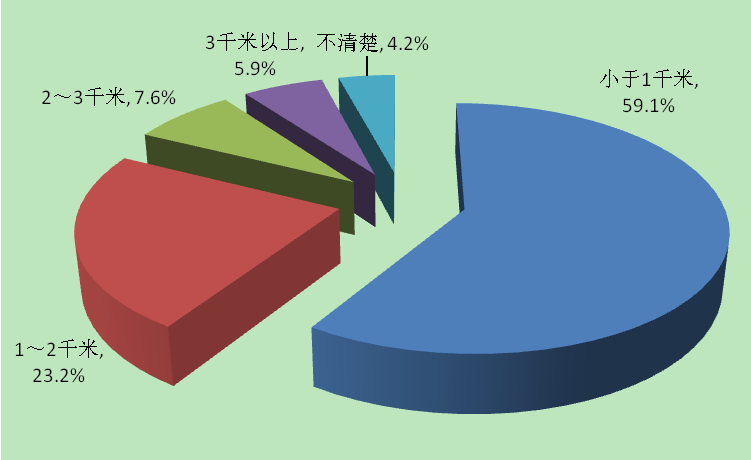 3千米以上, 不清楚, 4.2%
5.9%
小于1千米,
59.1%
2～3千米, 7.6%
1～2千米,
23.2%